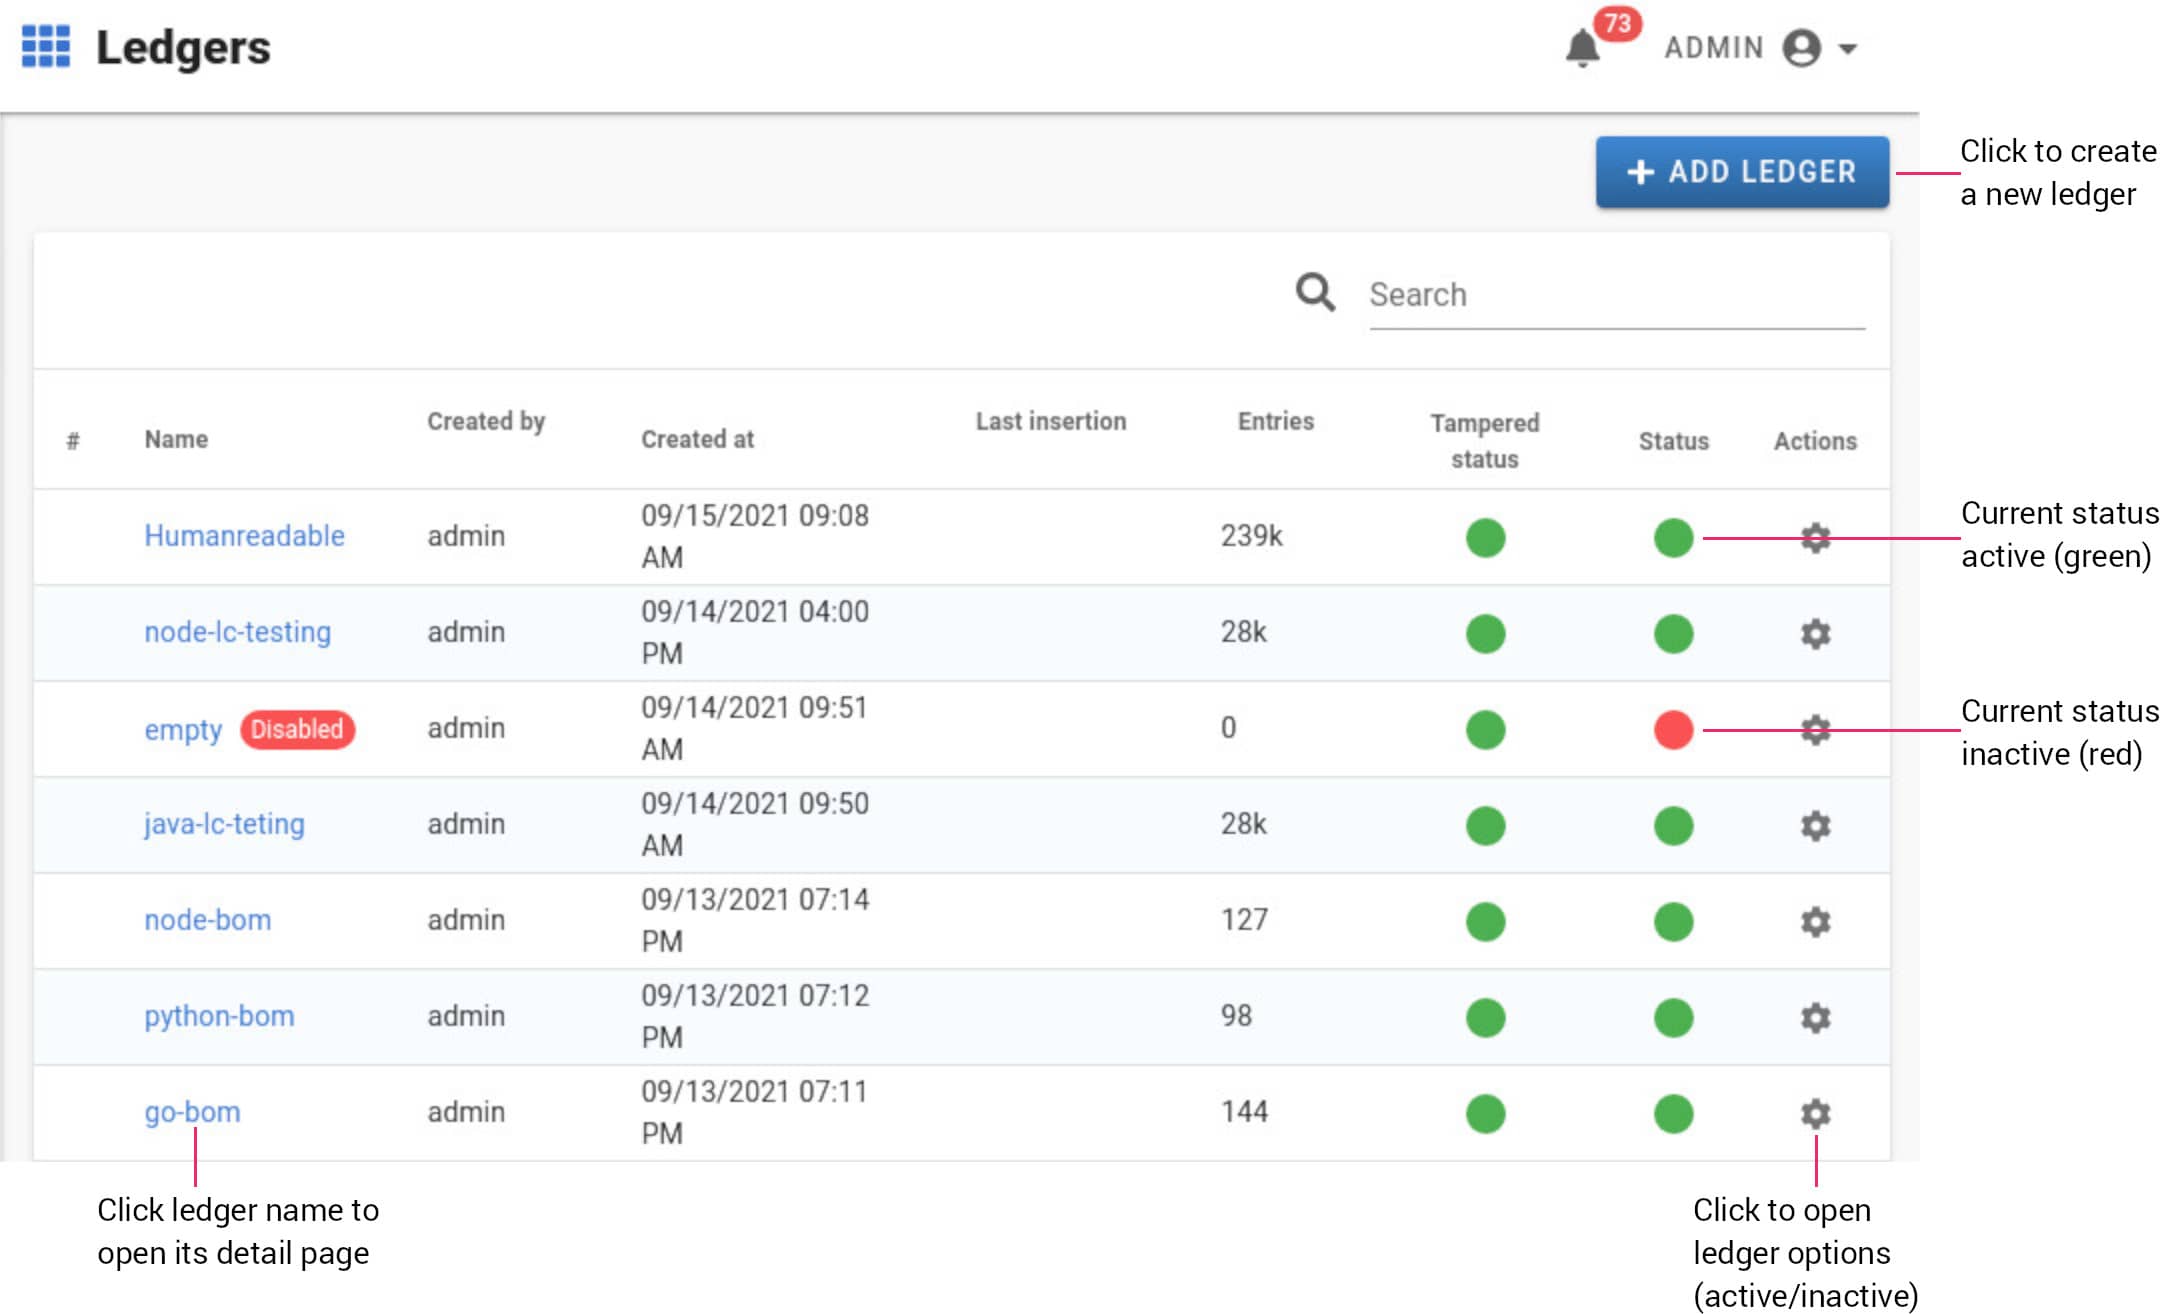 Ledgers
73
ADMIN
+ ADD LEDGER
Click to create
a new ledger
Search
# Name Created by Created at Last insertion Entries Tampered status Status Actions
Humanreadable admin 09/15/2021 09:08 AM 239k
Current status
active (green)
node-lc-testing admin 09/14/2021 04:00 PM 28k
empty Disabled admin 09/14/2021 09:51 AM 0
Current status
inactive (red)
java-lc-teting admin 09/14/2021 09:50 AM 28k
node-bom admin 09/13/2021 07:14 PM 127
python-bom admin 09/13/2021 07:12 PM 98
go-bom admin 09/13/2021 07:11 PM 144
Click ledger name to
open its detail page
Click to open
ledger options
(active/inactive)